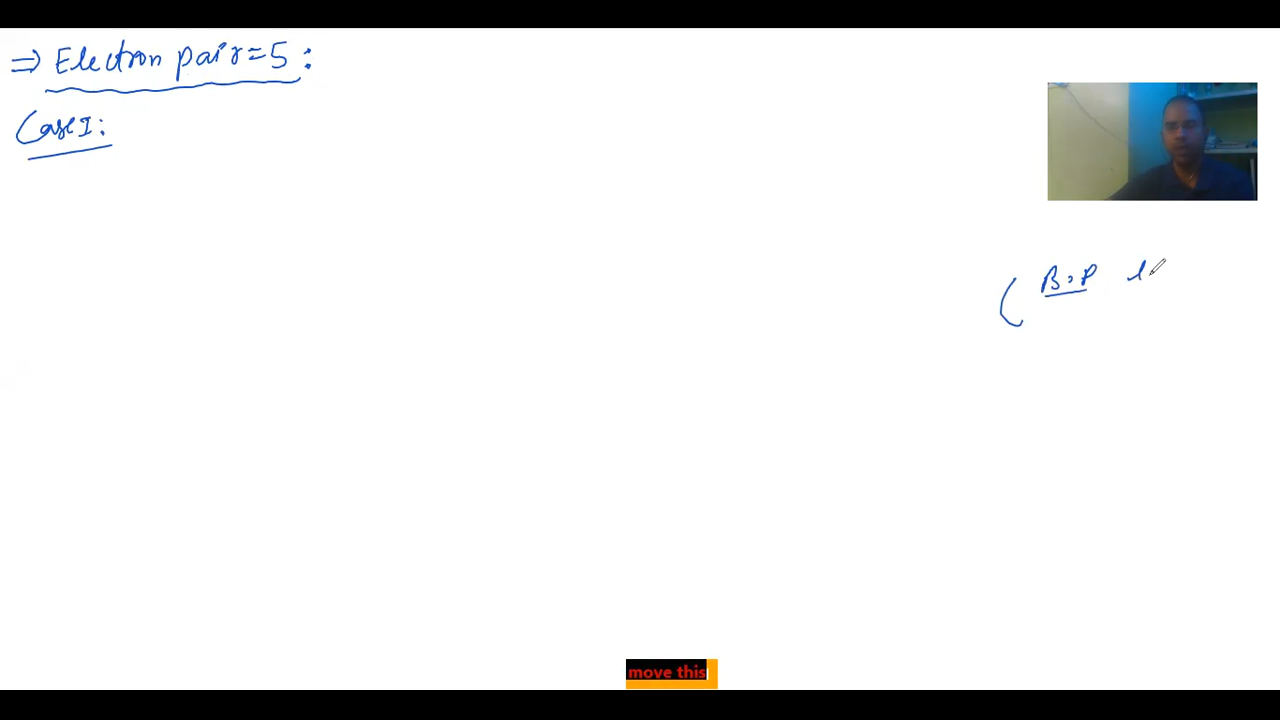 ⇒ Electron pair=5:
Case I:
( B.P l
move this